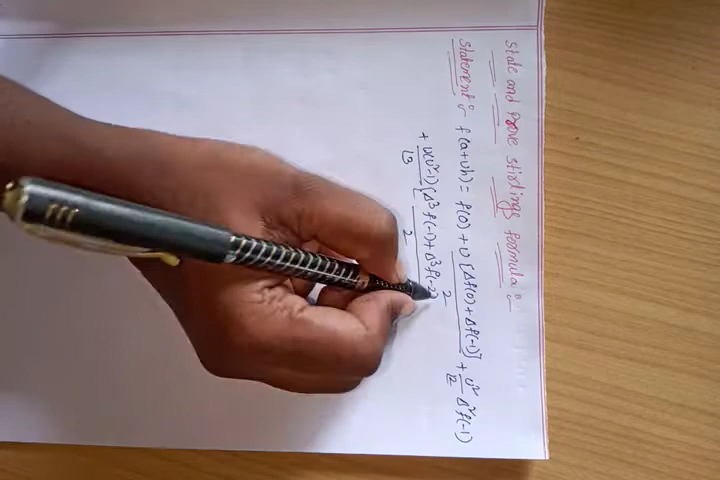 State and Prove stirlings formula :-
Statement :- f(a+uh) = f(0) + u [Δf(0)+Δf(-1)]/2 + u²/⌊2 Δ²f(-1)
+ u(u²-1)/⌊3 [Δ³f(-1)+Δ³f(-2)/2